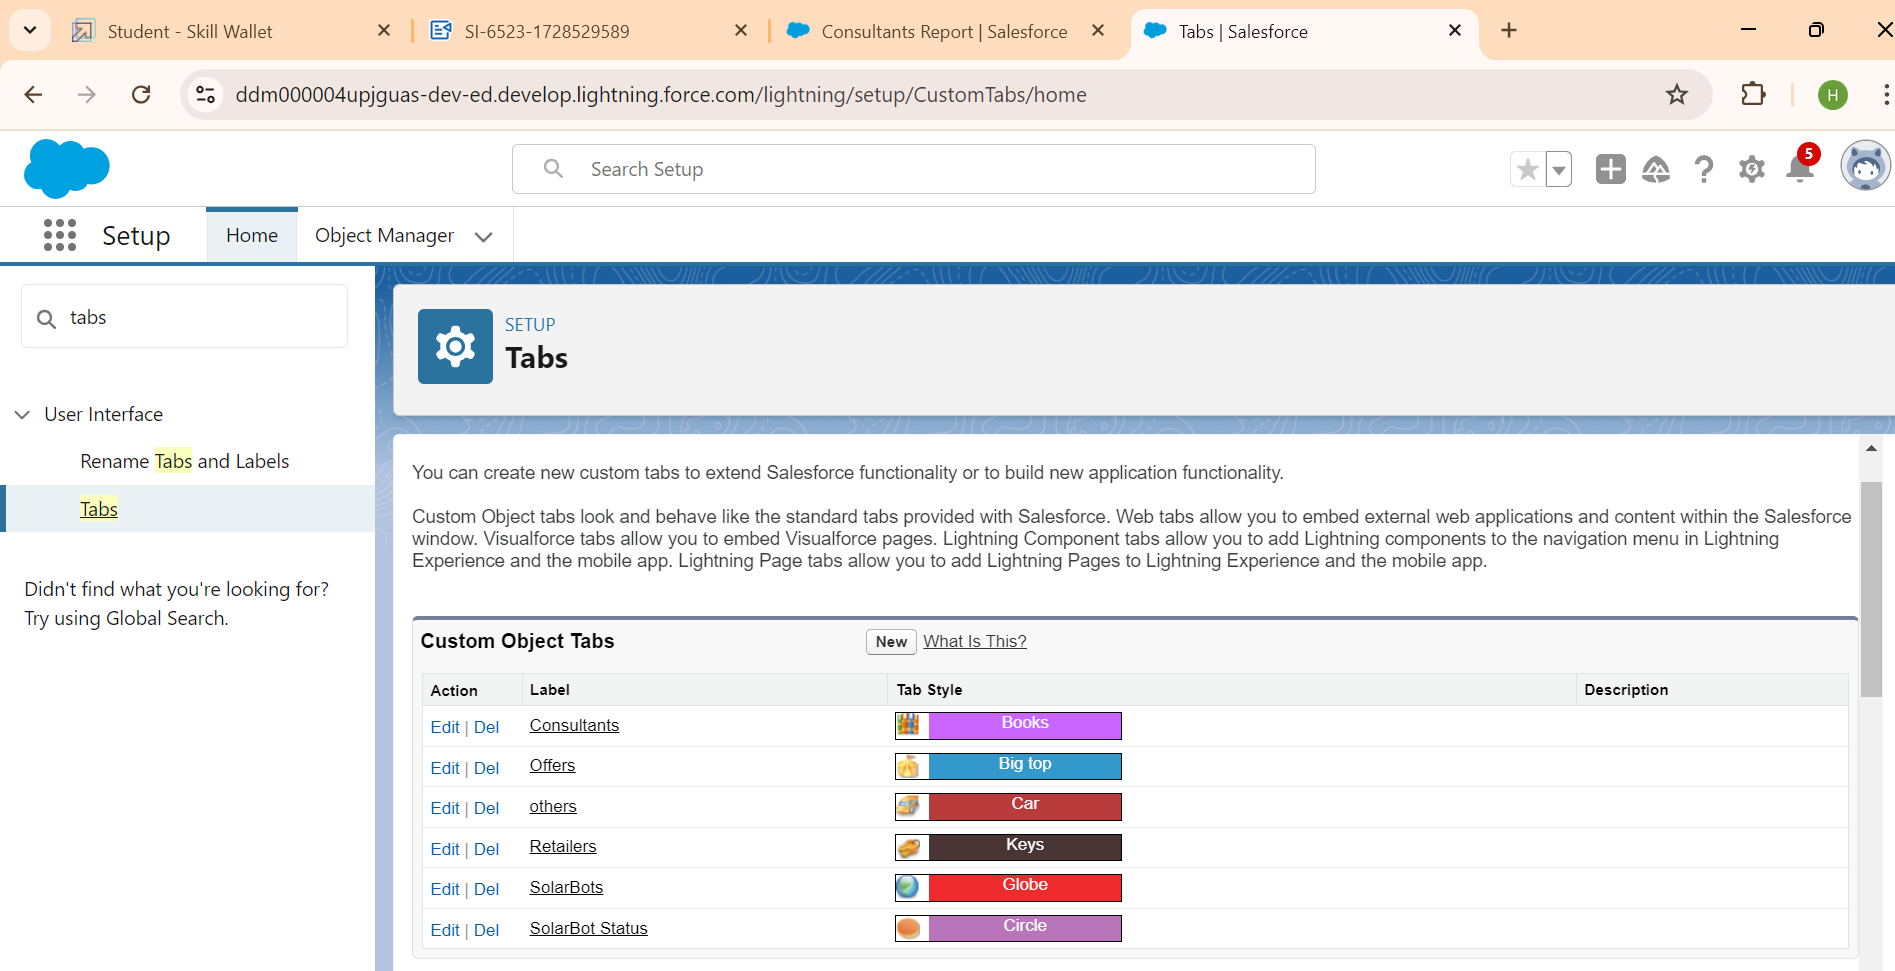 Student - Skill Wallet
SI-6523-1728529589
Consultants Report | Salesforce
Tabs | Salesforce
ddm000004upjguas-dev-ed.develop.lightning.force.com/lightning/setup/CustomTabs/home
H
Search Setup
5
Setup
Home
Object Manager
tabs
User Interface
Rename Tabs and Labels
Tabs
Didn't find what you're looking for?
Try using Global Search.
SETUP
Tabs
You can create new custom tabs to extend Salesforce functionality or to build new application functionality.
Custom Object tabs look and behave like the standard tabs provided with Salesforce. Web tabs allow you to embed external web applications and content within the Salesforce
window. Visualforce tabs allow you to embed Visualforce pages. Lightning Component tabs allow you to add Lightning components to the navigation menu in Lightning
Experience and the mobile app. Lightning Page tabs allow you to add Lightning Pages to Lightning Experience and the mobile app.
Custom Object Tabs New What Is This?
Action Label Tab Style Description
Edit | Del Consultants Books
Edit | Del Offers Big top
Edit | Del others Car
Edit | Del Retailers Keys
Edit | Del SolarBots Globe
Edit | Del SolarBot Status Circle